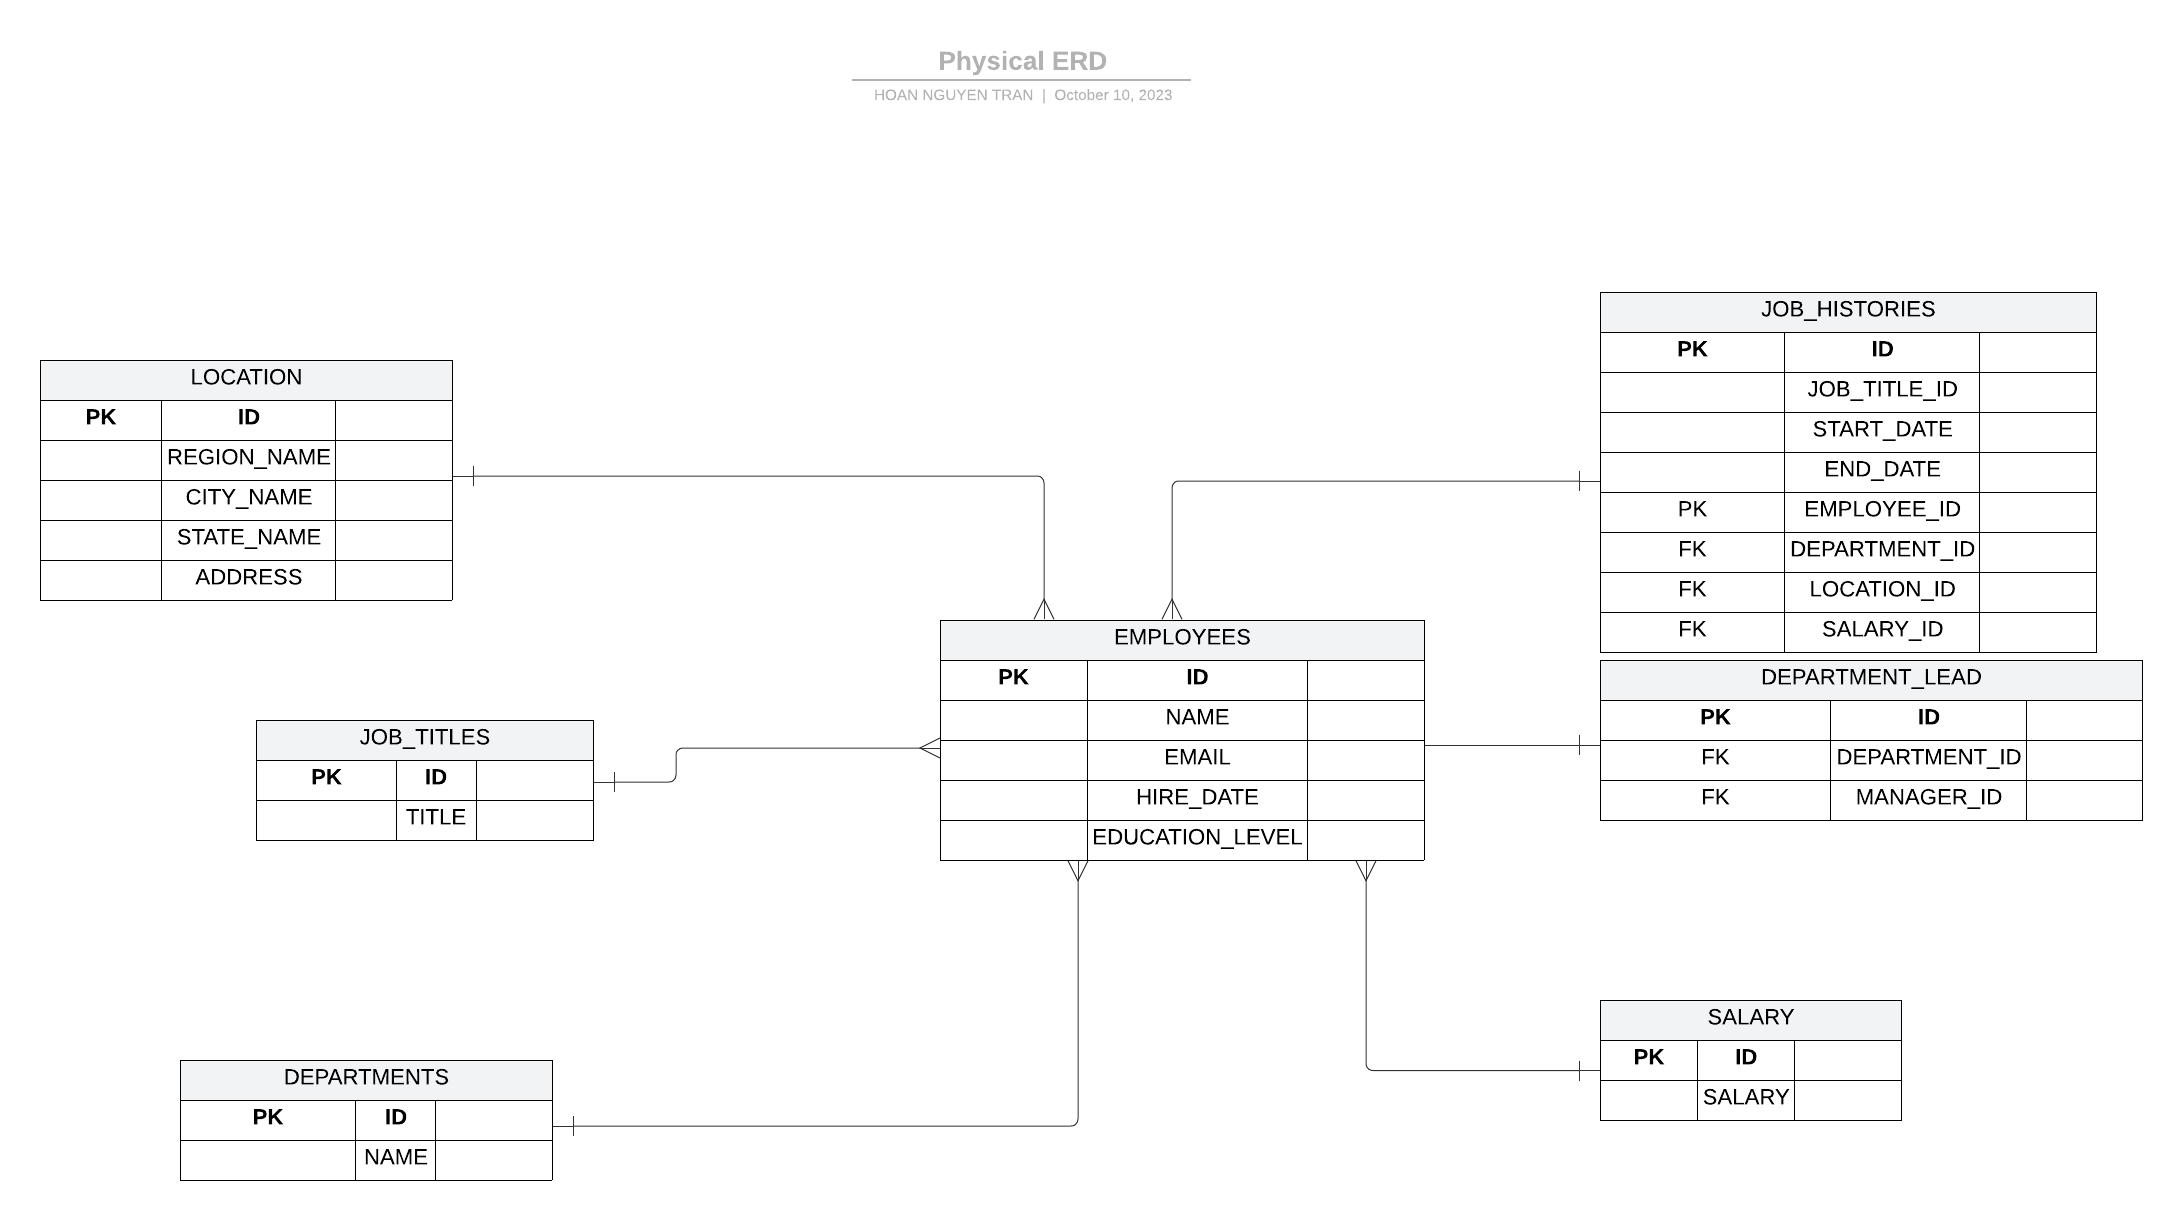 Physical ERD
HOAN NGUYEN TRAN | October 10, 2023
LOCATION
PK ID
REGION_NAME
CITY_NAME
STATE_NAME
ADDRESS
JOB_HISTORIES
PK ID
JOB_TITLE_ID
START_DATE
END_DATE
PK EMPLOYEE_ID
FK DEPARTMENT_ID
FK LOCATION_ID
FK SALARY_ID
EMPLOYEES
PK ID
NAME
EMAIL
HIRE_DATE
EDUCATION_LEVEL
DEPARTMENT_LEAD
PK ID
FK DEPARTMENT_ID
FK MANAGER_ID
JOB_TITLES
PK ID
TITLE
SALARY
PK ID
SALARY
DEPARTMENTS
PK ID
NAME